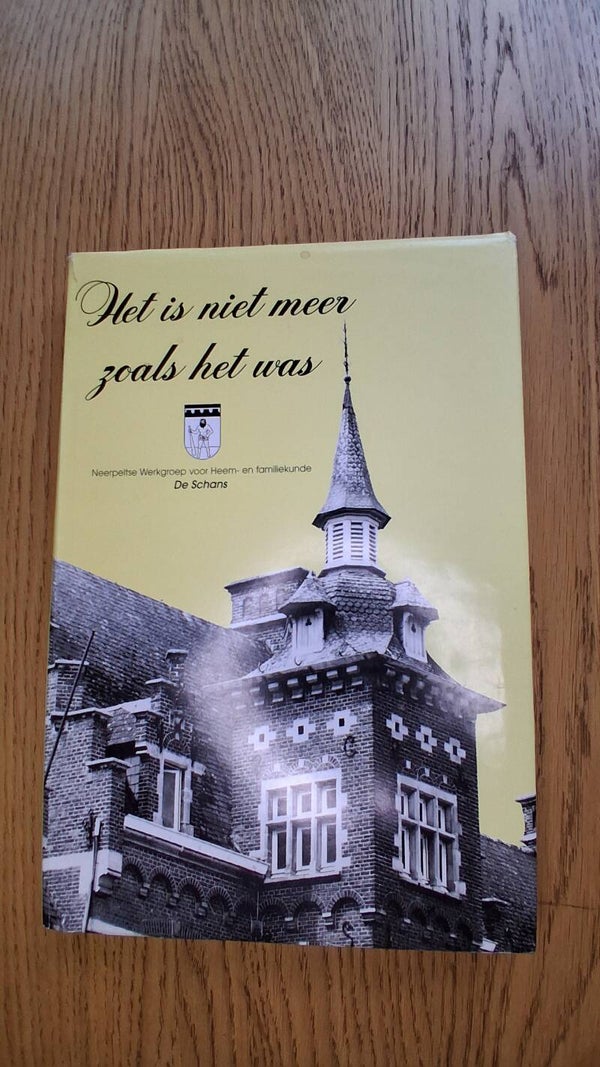 Het is niet meer
zoals het was
Neerpeltse Werkgroep voor Heem- en familiekunde
De Schans